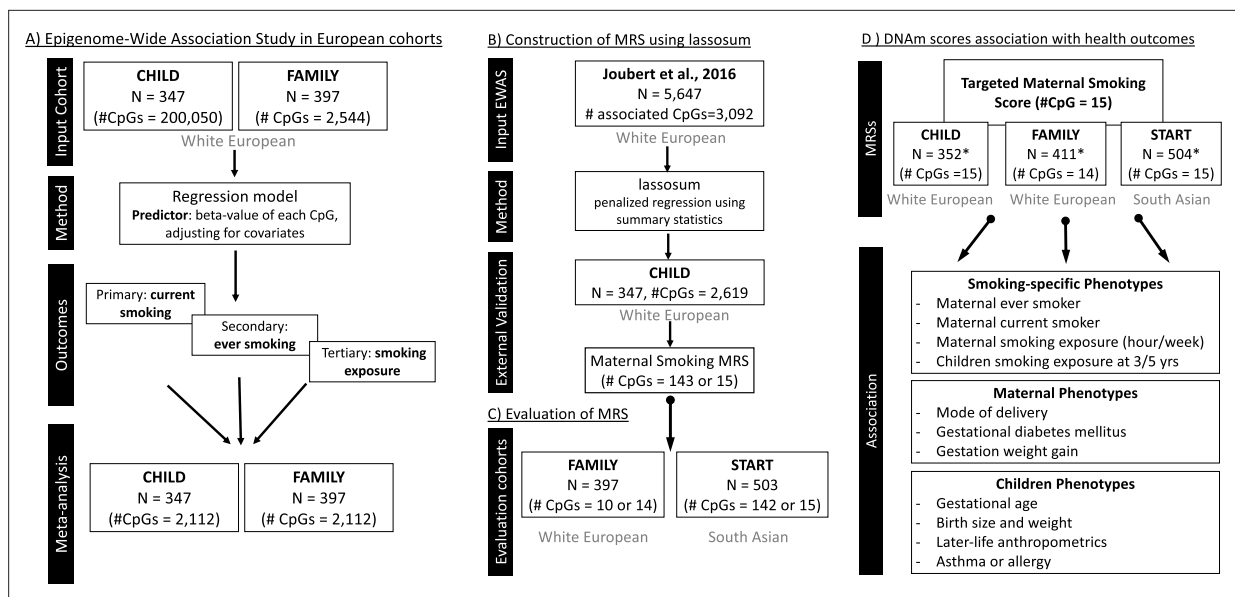 A) Epigenome-Wide Association Study in European cohorts
Input Cohort
CHILD
N = 347
(#CpGs = 200,050)
FAMILY
N = 397
(# CpGs = 2,544)
White European
Method
Regression model
Predictor: beta-value of each CpG,
adjusting for covariates
Outcomes
Primary: current
smoking
Secondary:
ever smoking
Tertiary: smoking
exposure
Meta-analysis
CHILD
N = 347
(#CpGs = 2,112)
FAMILY
N = 397
(# CpGs = 2,112)
B) Construction of MRS using lassosum
Input EWAS
Joubert et al., 2016
N = 5,647
# associated CpGs=3,092
White European
Method
lassosum
penalized regression using
summary statistics
External Validation
CHILD
N = 347, #CpGs = 2,619
White European
Maternal Smoking MRS
(# CpGs = 143 or 15)
C) Evaluation of MRS
Evaluation cohorts
FAMILY
N = 397
(# CpGs = 10 or 14)
White European
START
N = 503
(# CpGs = 142 or 15)
South Asian
D ) DNAm scores association with health outcomes
MRSs
Targeted Maternal Smoking
Score (#CpG = 15)
CHILD
N = 352*
(# CpGs =15)
White European
FAMILY
N = 411*
(# CpGs = 14)
White European
START
N = 504*
(# CpGs = 15)
South Asian
Association
Smoking-specific Phenotypes
- Maternal ever smoker
- Maternal current smoker
- Maternal smoking exposure (hour/week)
- Children smoking exposure at 3/5 yrs
Maternal Phenotypes
- Mode of delivery
- Gestational diabetes mellitus
- Gestation weight gain
Children Phenotypes
- Gestational age
- Birth size and weight
- Later-life anthropometrics
- Asthma or allergy